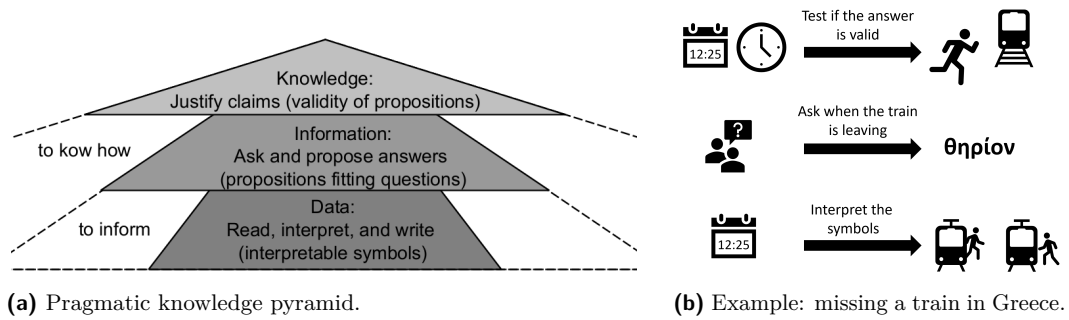 Knowledge:
Justify claims (validity of propositions)
to kow how
Information:
Ask and propose answers
(propositions fitting questions)
to inform
Data:
Read, interpret, and write
(interpretable symbols)
(a) Pragmatic knowledge pyramid.
12:25
Test if the answer
is valid
?
Ask when the train
is leaving
θηρίον
12:25
Interpret the
symbols
(b) Example: missing a train in Greece.